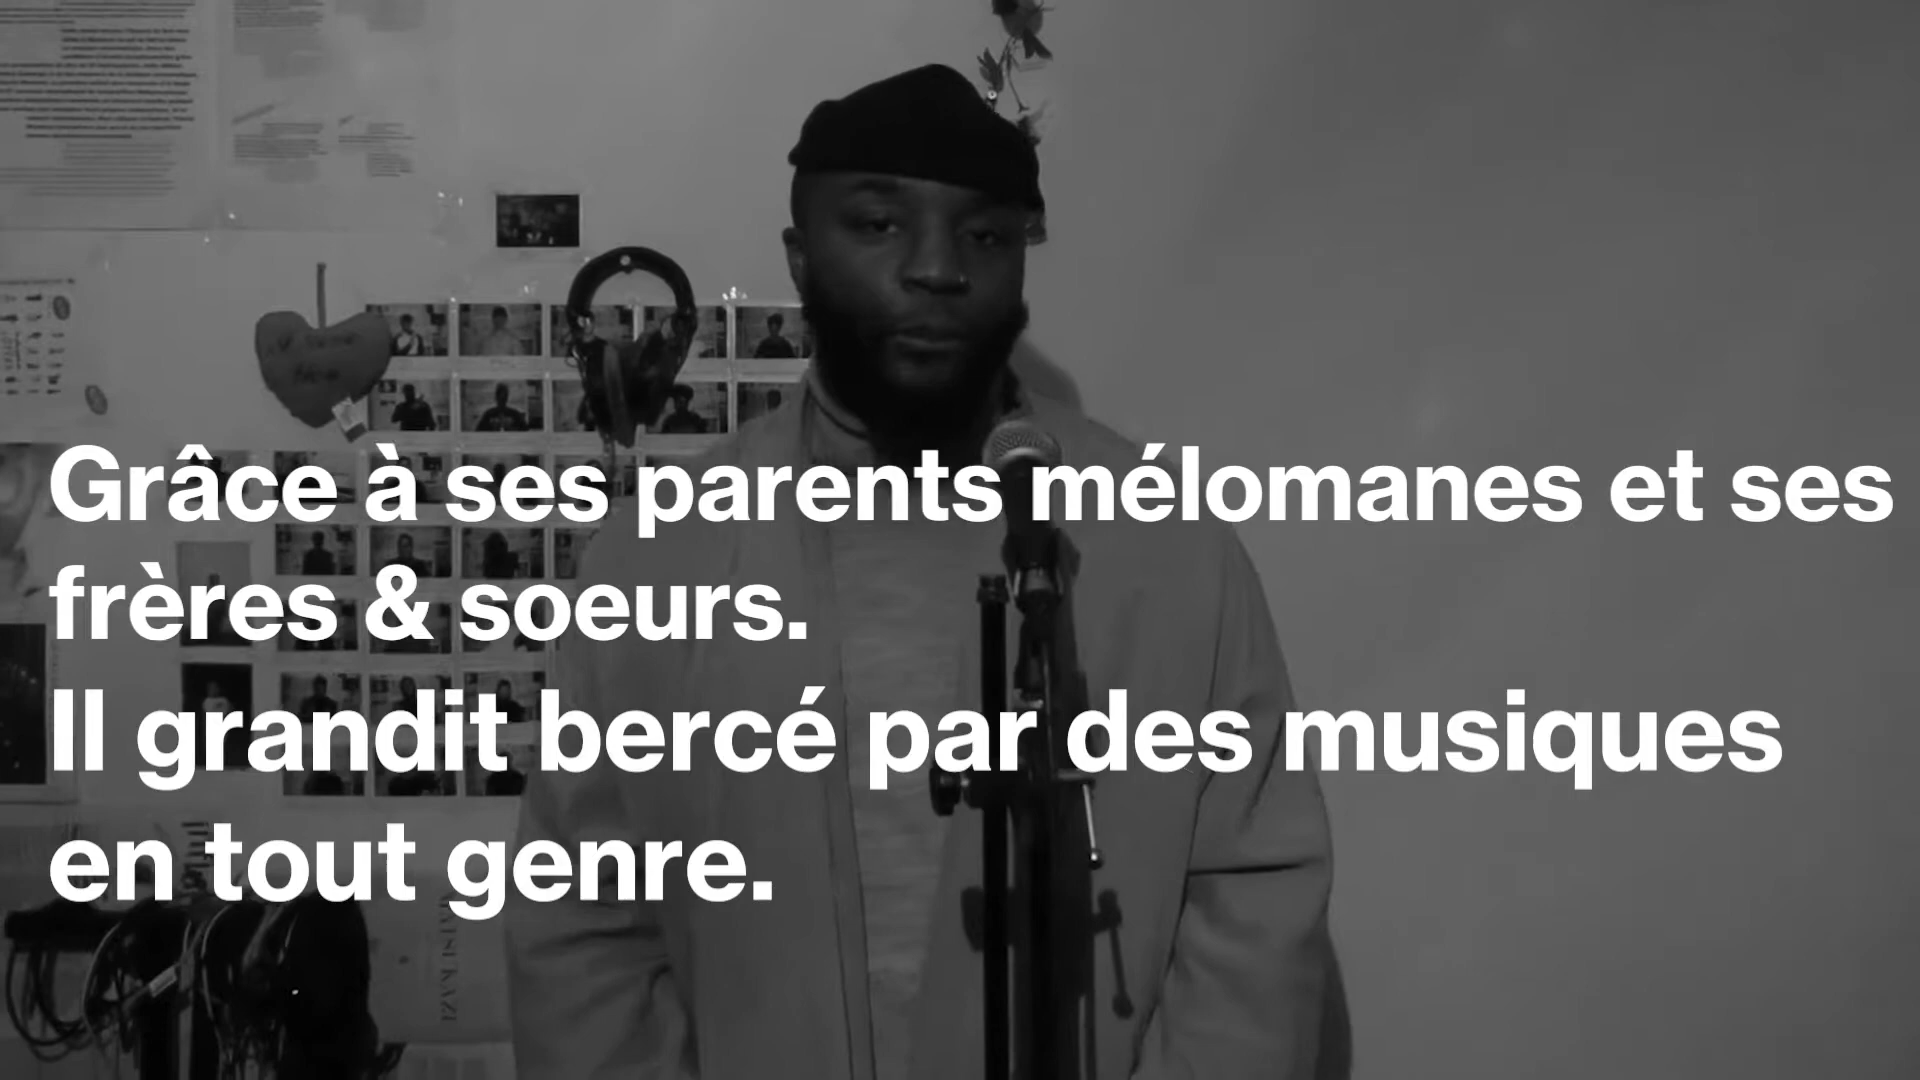 Grâce à ses parents mélomanes et ses
frères & soeurs.
Il grandit bercé par des musiques
en tout genre.